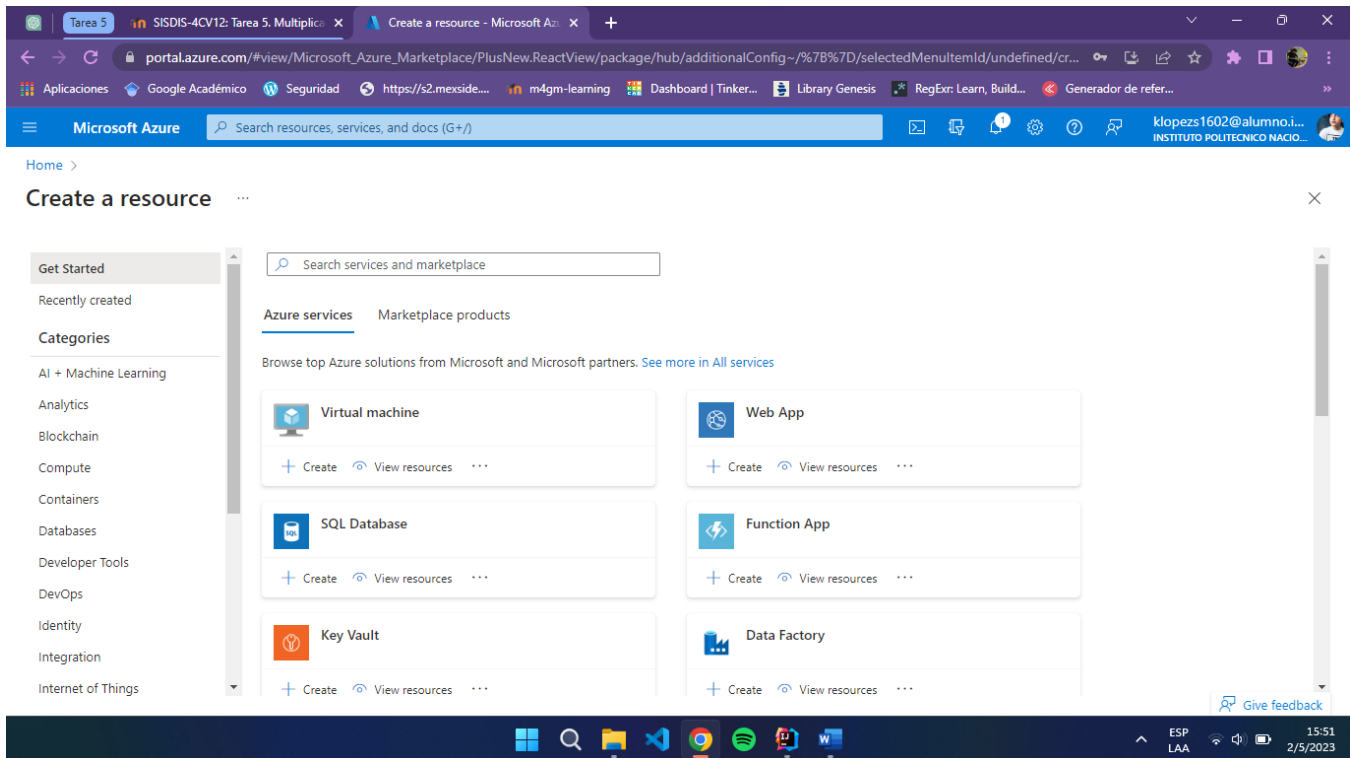 Tarea 5
SISDIS-4CV12: Tarea 5. Multiplica
Create a resource - Microsoft Az
portal.azure.com/#view/Microsoft_Azure_Marketplace/PlusNew.ReactView/package/hub/additionalConfig~/%7B%7D/selectedMenuItemId/undefined/cr...
Aplicaciones Google Académico Seguridad https://s2.mexside.... m4gm-learning Dashboard | Tinker... Library Genesis RegExr: Learn, Build... Generador de refer... »
Microsoft Azure
Search resources, services, and docs (G+/)
1
klopezs1602@alumno.i...
INSTITUTO POLITECNICO NACIO...
Home >
Create a resource ...
Get Started
Recently created
Categories
AI + Machine Learning
Analytics
Blockchain
Compute
Containers
Databases
Developer Tools
DevOps
Identity
Integration
Internet of Things
Search services and marketplace
Azure services Marketplace products
Browse top Azure solutions from Microsoft and Microsoft partners. See more in All services
Virtual machine
Create View resources ...
Web App
Create View resources ...
SQL Database
Create View resources ...
Function App
Create View resources ...
Key Vault
Create View resources ...
Data Factory
Create View resources ...
Give feedback
ESP
LAA
15:51
2/5/2023